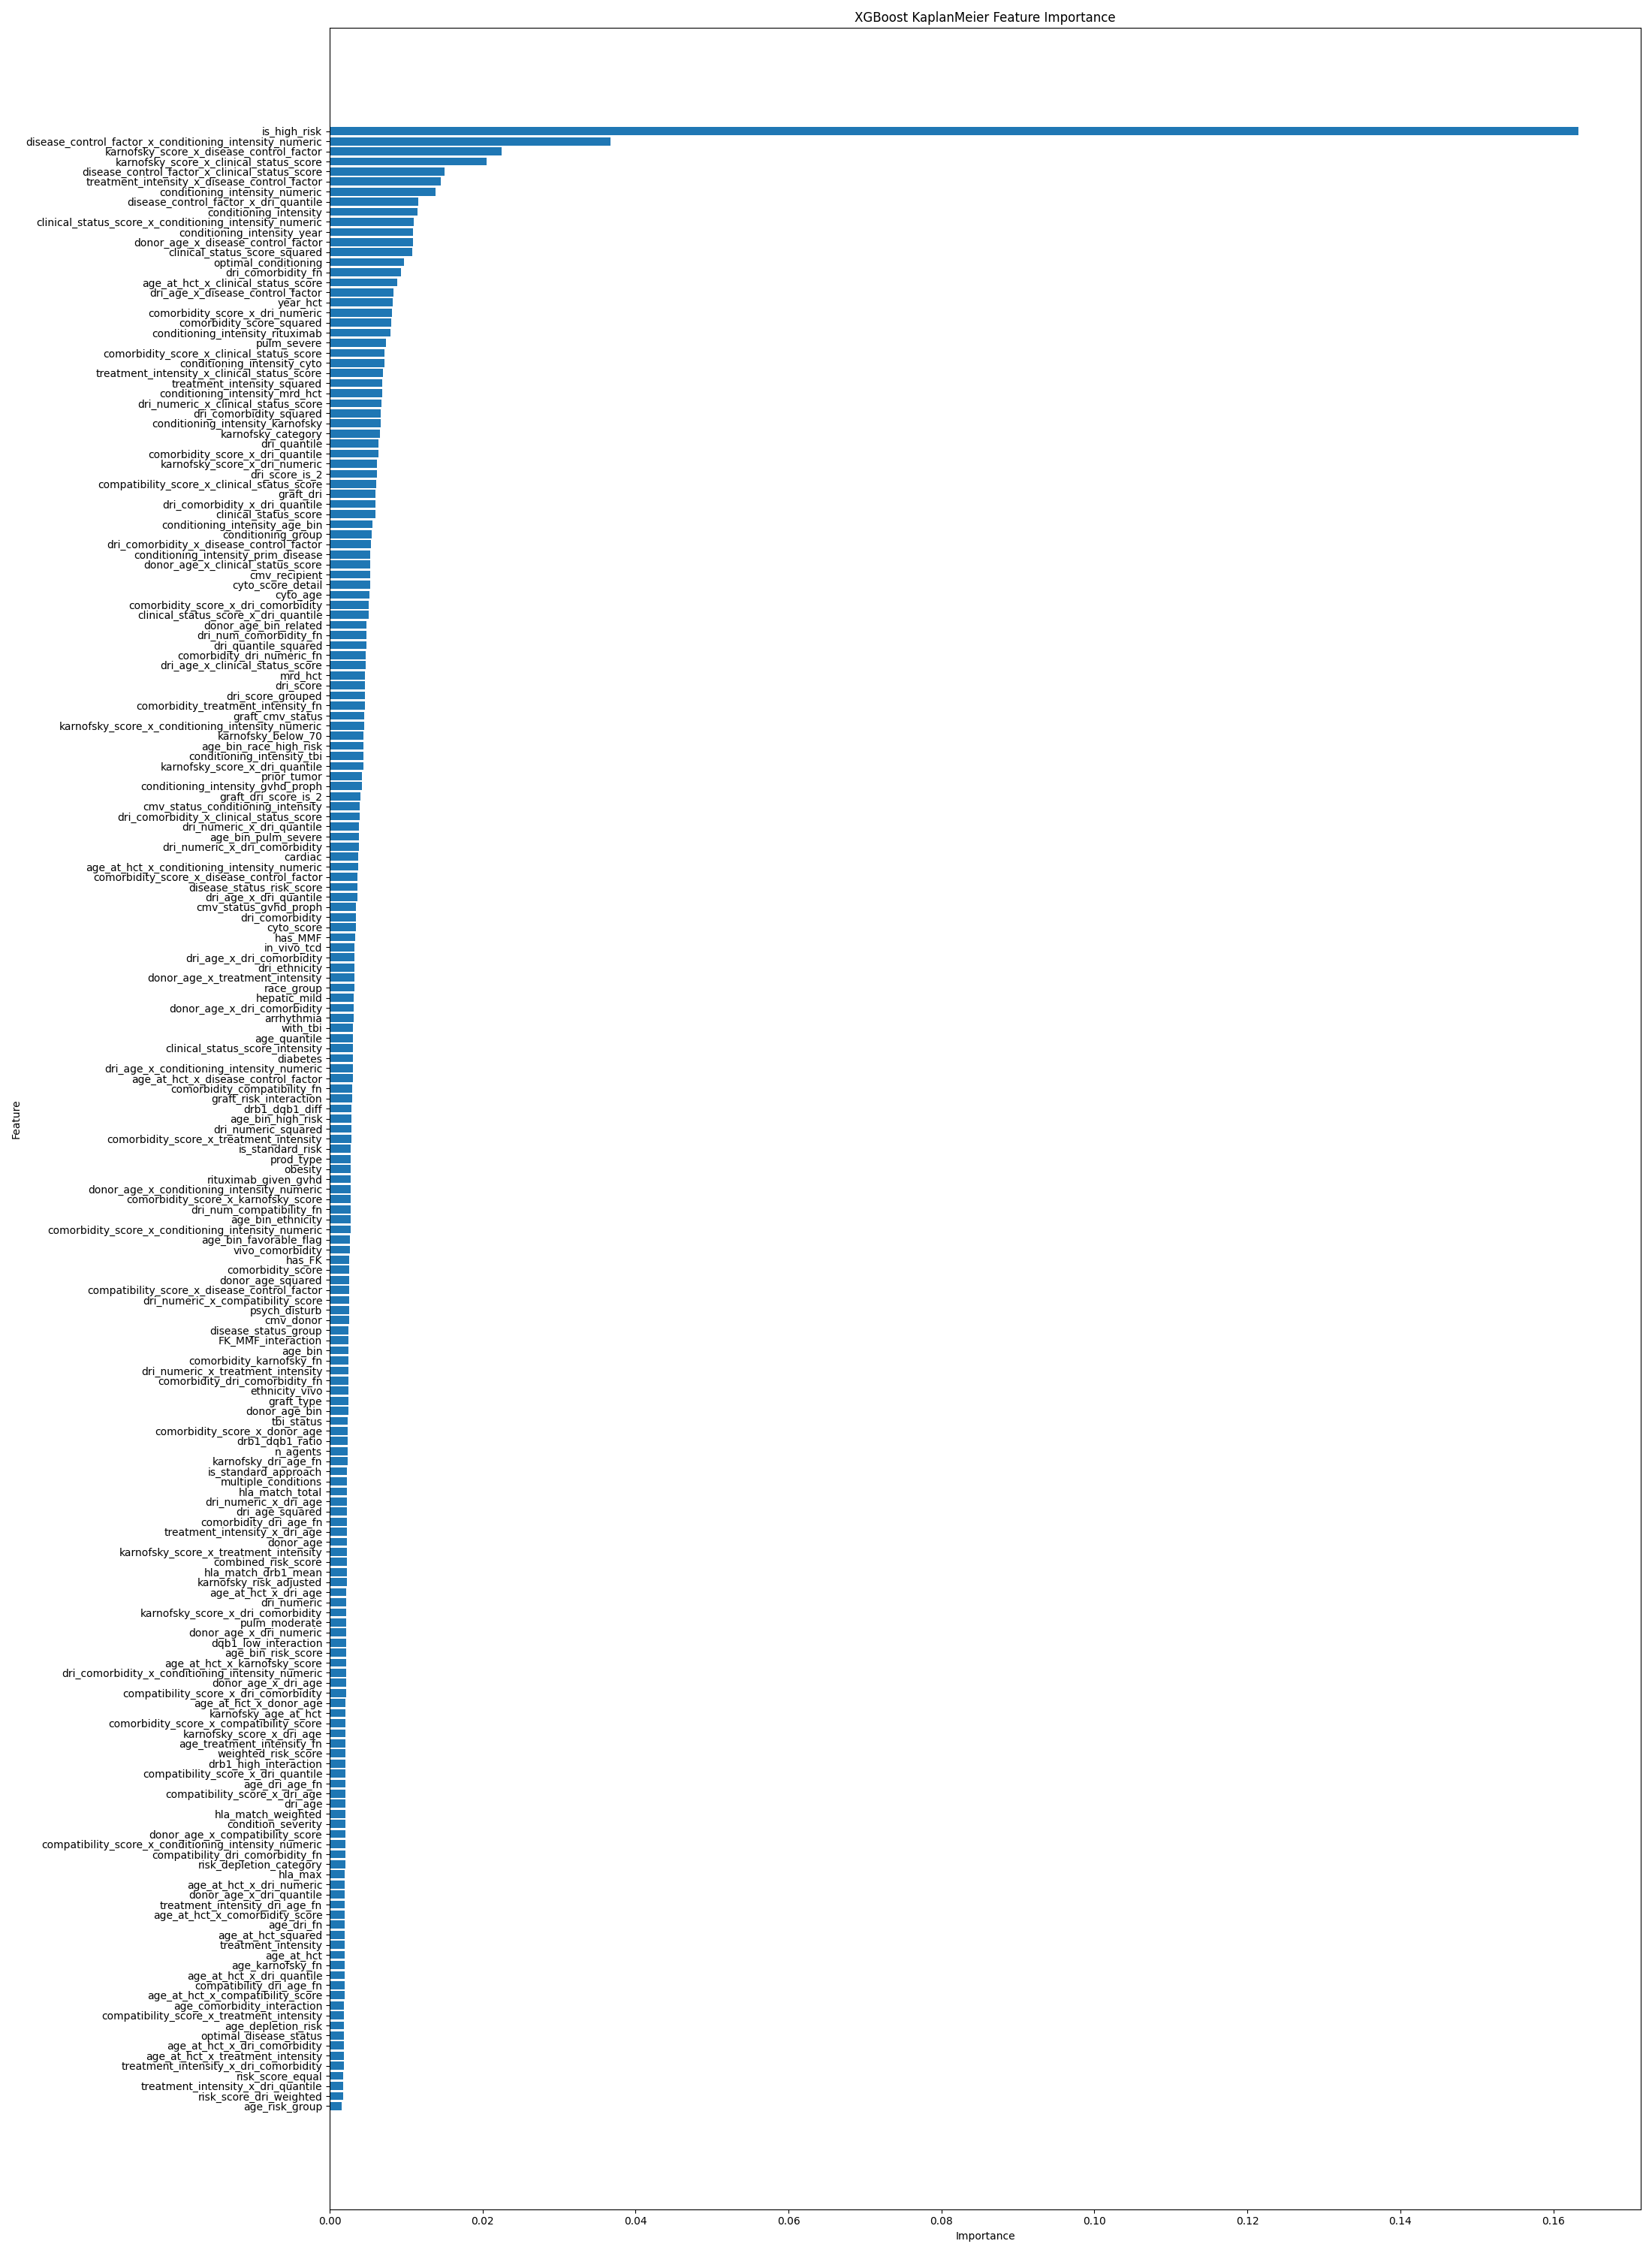 XGBoost KaplanMeier Feature Importance
is_high_risk
disease_control_factor_x_conditioning_intensity_numeric
karnofsky_score_x_disease_control_factor
karnofsky_score_x_clinical_status_score
disease_control_factor_x_clinical_status_score
treatment_intensity_x_disease_control_factor
conditioning_intensity_numeric
disease_control_factor_x_dri_quantile
conditioning_intensity
clinical_status_score_x_conditioning_intensity_numeric
conditioning_intensity_year
donor_age_x_disease_control_factor
clinical_status_score_squared
optimal_conditioning
dri_comorbidity_fn
age_at_hct_x_clinical_status_score
dri_age_x_disease_control_factor
year_hct
comorbidity_score_x_dri_numeric
comorbidity_score_squared
conditioning_intensity_rituximab
pulm_severe
comorbidity_score_x_clinical_status_score
conditioning_intensity_cyto
treatment_intensity_x_clinical_status_score
treatment_intensity_squared
conditioning_intensity_mrd_hct
dri_numeric_x_clinical_status_score
dri_comorbidity_squared
conditioning_intensity_karnofsky
karnofsky_category
dri_quantile
comorbidity_score_x_dri_quantile
karnofsky_score_x_dri_numeric
dri_score_is_2
compatibility_score_x_clinical_status_score
graft_dri
dri_comorbidity_x_dri_quantile
clinical_status_score
conditioning_intensity_age_bin
conditioning_group
dri_comorbidity_x_disease_control_factor
conditioning_intensity_prim_disease
donor_age_x_clinical_status_score
cmv_recipient
cyto_score_detail
cyto_age
comorbidity_score_x_dri_comorbidity
clinical_status_score_x_dri_quantile
donor_age_bin_related
dri_num_comorbidity_fn
dri_quantile_squared
comorbidity_dri_numeric_fn
dri_age_x_clinical_status_score
mrd_hct
dri_score
dri_score_grouped
comorbidity_treatment_intensity_fn
graft_cmv_status
karnofsky_score_x_conditioning_intensity_numeric
karnofsky_below_70
age_bin_race_high_risk
conditioning_intensity_tbi
karnofsky_score_x_dri_quantile
prior_tumor
conditioning_intensity_gvhd_proph
graft_dri_score_is_2
cmv_status_conditioning_intensity
dri_comorbidity_x_clinical_status_score
dri_numeric_x_dri_quantile
age_bin_pulm_severe
dri_numeric_x_dri_comorbidity
cardiac
age_at_hct_x_conditioning_intensity_numeric
comorbidity_score_x_disease_control_factor
disease_status_risk_score
dri_age_x_dri_quantile
cmv_status_gvhd_proph
dri_comorbidity
cyto_score
has_MMF
in_vivo_tcd
dri_age_x_dri_comorbidity
dri_ethnicity
donor_age_x_treatment_intensity
race_group
hepatic_mild
donor_age_x_dri_comorbidity
arrhythmia
with_tbi
age_quantile
clinical_status_score_intensity
diabetes
dri_age_x_conditioning_intensity_numeric
age_at_hct_x_disease_control_factor
comorbidity_compatibility_fn
graft_risk_interaction
drb1_dqb1_diff
age_bin_high_risk
dri_numeric_squared
comorbidity_score_x_treatment_intensity
is_standard_risk
prod_type
obesity
rituximab_given_gvhd
donor_age_x_conditioning_intensity_numeric
comorbidity_score_x_karnofsky_score
dri_num_compatibility_fn
age_bin_ethnicity
comorbidity_score_x_conditioning_intensity_numeric
age_bin_favorable_flag
vivo_comorbidity
has_FK
comorbidity_score
donor_age_squared
compatibility_score_x_disease_control_factor
dri_numeric_x_compatibility_score
psych_disturb
cmv_donor
disease_status_group
FK_MMF_interaction
age_bin
comorbidity_karnofsky_fn
dri_numeric_x_treatment_intensity
comorbidity_dri_comorbidity_fn
ethnicity_vivo
graft_type
donor_age_bin
tbi_status
comorbidity_score_x_donor_age
drb1_dqb1_ratio
n_agents
karnofsky_dri_age_fn
is_standard_approach
multiple_conditions
hla_match_total
dri_numeric_x_dri_age
dri_age_squared
comorbidity_dri_age_fn
treatment_intensity_x_dri_age
donor_age
karnofsky_score_x_treatment_intensity
combined_risk_score
hla_match_drb1_mean
karnofsky_risk_adjusted
age_at_hct_x_dri_age
dri_numeric
karnofsky_score_x_dri_comorbidity
pulm_moderate
donor_age_x_dri_numeric
dqb1_low_interaction
age_bin_risk_score
age_at_hct_x_karnofsky_score
dri_comorbidity_x_conditioning_intensity_numeric
donor_age_x_dri_age
compatibility_score_x_dri_comorbidity
age_at_hct_x_donor_age
karnofsky_age_at_hct
comorbidity_score_x_compatibility_score
karnofsky_score_x_dri_age
age_treatment_intensity_fn
weighted_risk_score
drb1_high_interaction
compatibility_score_x_dri_quantile
age_dri_age_fn
compatibility_score_x_dri_age
dri_age
hla_match_weighted
condition_severity
donor_age_x_compatibility_score
compatibility_score_x_conditioning_intensity_numeric
compatibility_dri_comorbidity_fn
risk_depletion_category
hla_max
age_at_hct_x_dri_numeric
donor_age_x_dri_quantile
treatment_intensity_dri_age_fn
age_at_hct_x_comorbidity_score
age_dri_fn
age_at_hct_squared
treatment_intensity
age_at_hct
age_karnofsky_fn
age_at_hct_x_dri_quantile
compatibility_dri_age_fn
age_at_hct_x_compatibility_score
age_comorbidity_interaction
compatibility_score_x_treatment_intensity
age_depletion_risk
optimal_disease_status
age_at_hct_x_dri_comorbidity
age_at_hct_x_treatment_intensity
treatment_intensity_x_dri_comorbidity
risk_score_equal
treatment_intensity_x_dri_quantile
risk_score_dri_weighted
age_risk_group
Feature
0.00 0.02 0.04 0.06 0.08 0.10 0.12 0.14 0.16
Importance